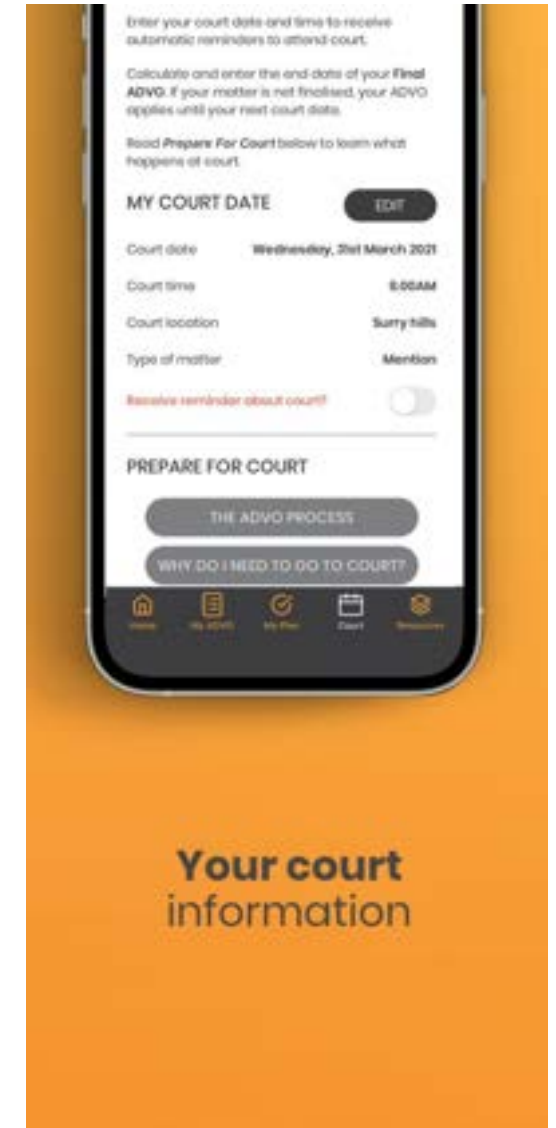 Enter your court date and time to receive
automatic reminders to attend court.
Calculate and enter the end date of your Final
ADVO. If your matter is not finalised, your ADVO
applies until your next court date.
Read Prepare For Court below to learn what
happens at court.
MY COURT DATE EDIT
Court date Wednesday, 31st March 2021
Court time :00AM
Court location Surry hills
Type of matter Mention
Receive reminder about court?
PREPARE FOR COURT
THE ADVO PROCESS
WHY DO I NEED TO GO TO COURT?
Home My ADVO My Plan Court Resources
Your court
information